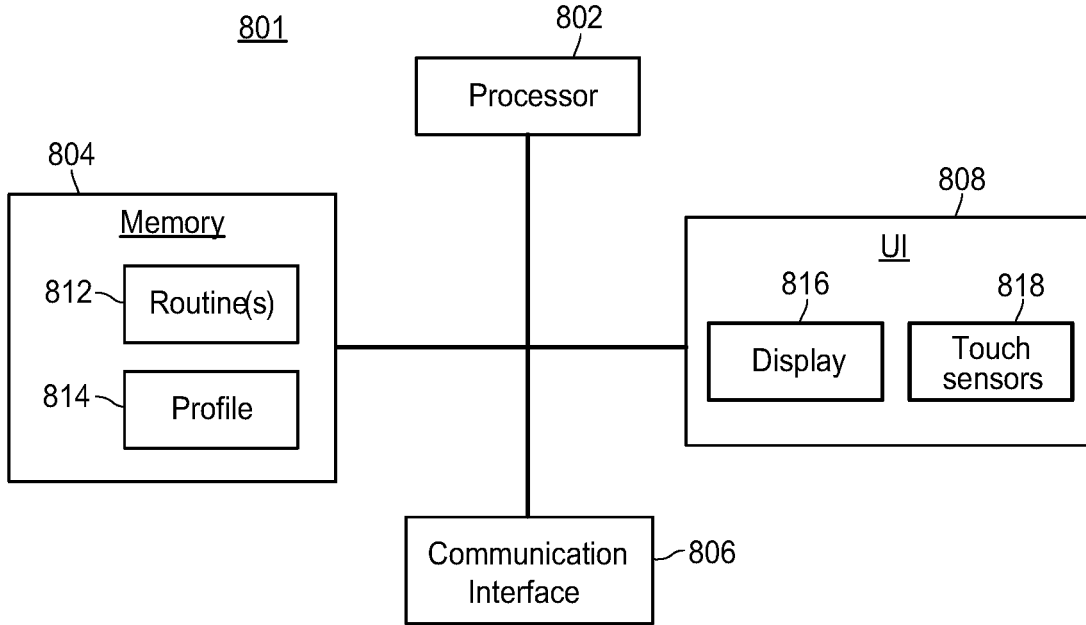 801
802
Processor
804
Memory
812
Routine(s)
814
Profile
808
UI
816
Display
818
Touch
sensors
Communication
Interface
806